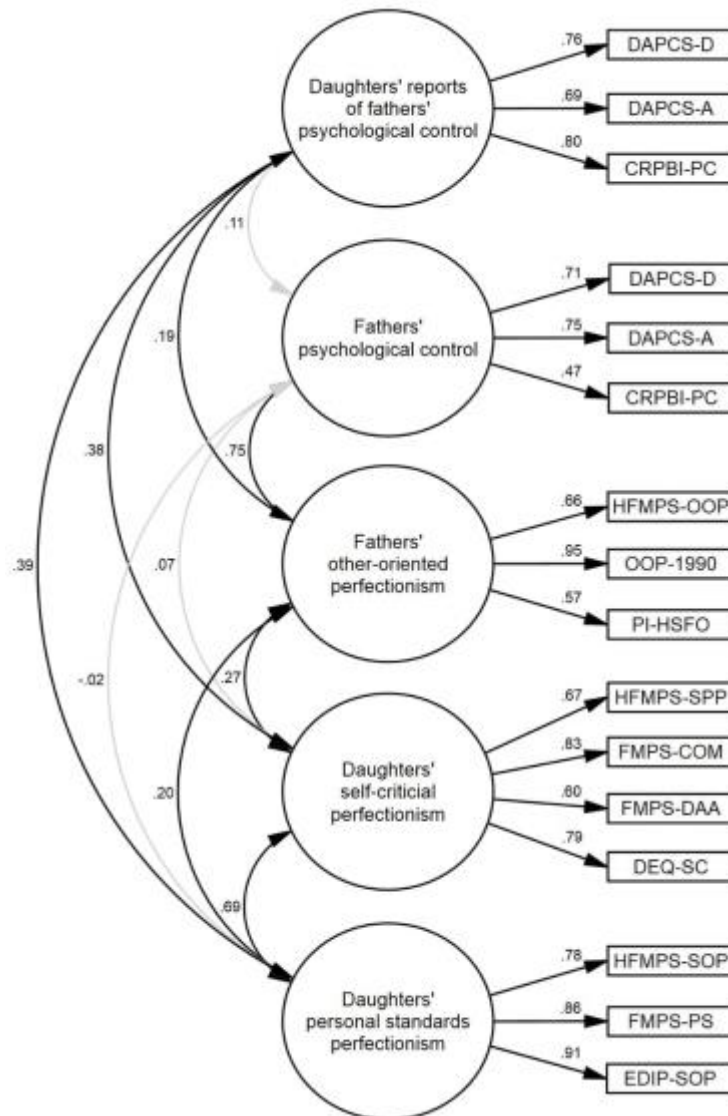 .76
DAPCS-D
Daughters' reports
of fathers'
psychological control
.69
DAPCS-A
.80
CRPBI-PC
.11
.71
DAPCS-D
Fathers'
psychological control
.75
DAPCS-A
.19
.47
CRPBI-PC
.38
.75
.66
HFMPS-OOP
Fathers'
other-oriented
perfectionism
.95
OOP-1990
.39
.07
.57
PI-HSFO
-.02
.27
.67
HFMPS-SPP
Daughters'
self-criticial
perfectionism
.83
FMPS-COM
.20
.60
FMPS-DAA
.79
DEQ-SC
.69
.78
HFMPS-SOP
Daughters'
personal standards
perfectionism
.86
FMPS-PS
.91
EDIP-SOP